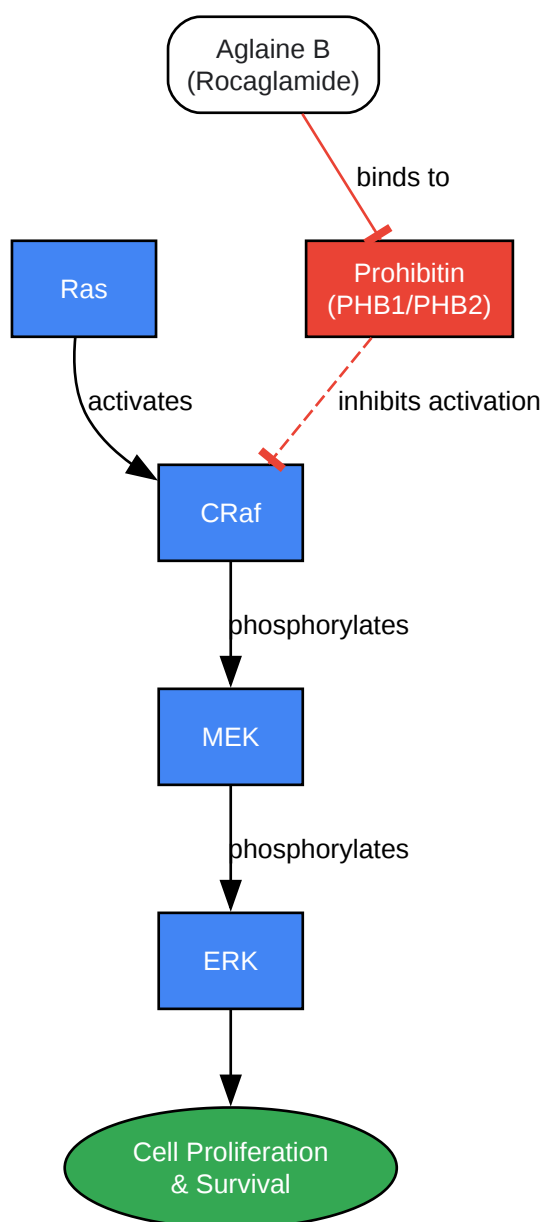 Aglaine B
(Rocaglamide)
binds to
Ras
Prohibitin
(PHB1/PHB2)
activates
inhibits activation
CRaf
phosphorylates
MEK
phosphorylates
ERK
Cell Proliferation
& Survival